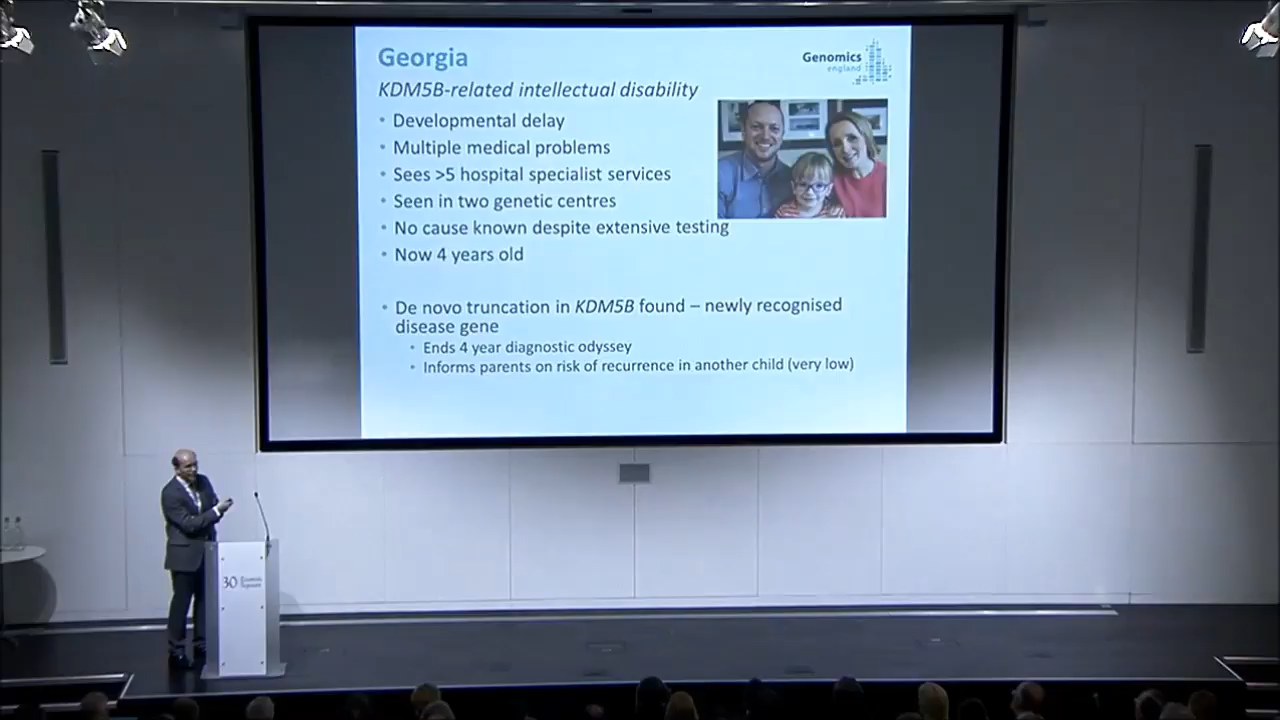 Georgia
Genomics
england
KDM5B-related intellectual disability
• Developmental delay
• Multiple medical problems
• Sees >5 hospital specialist services
• Seen in two genetic centres
• No cause known despite extensive testing
• Now 4 years old
• De novo truncation in KDM5B found – newly recognised
disease gene
• Ends 4 year diagnostic odyssey
• Informs parents on risk of recurrence in another child (very low)
30